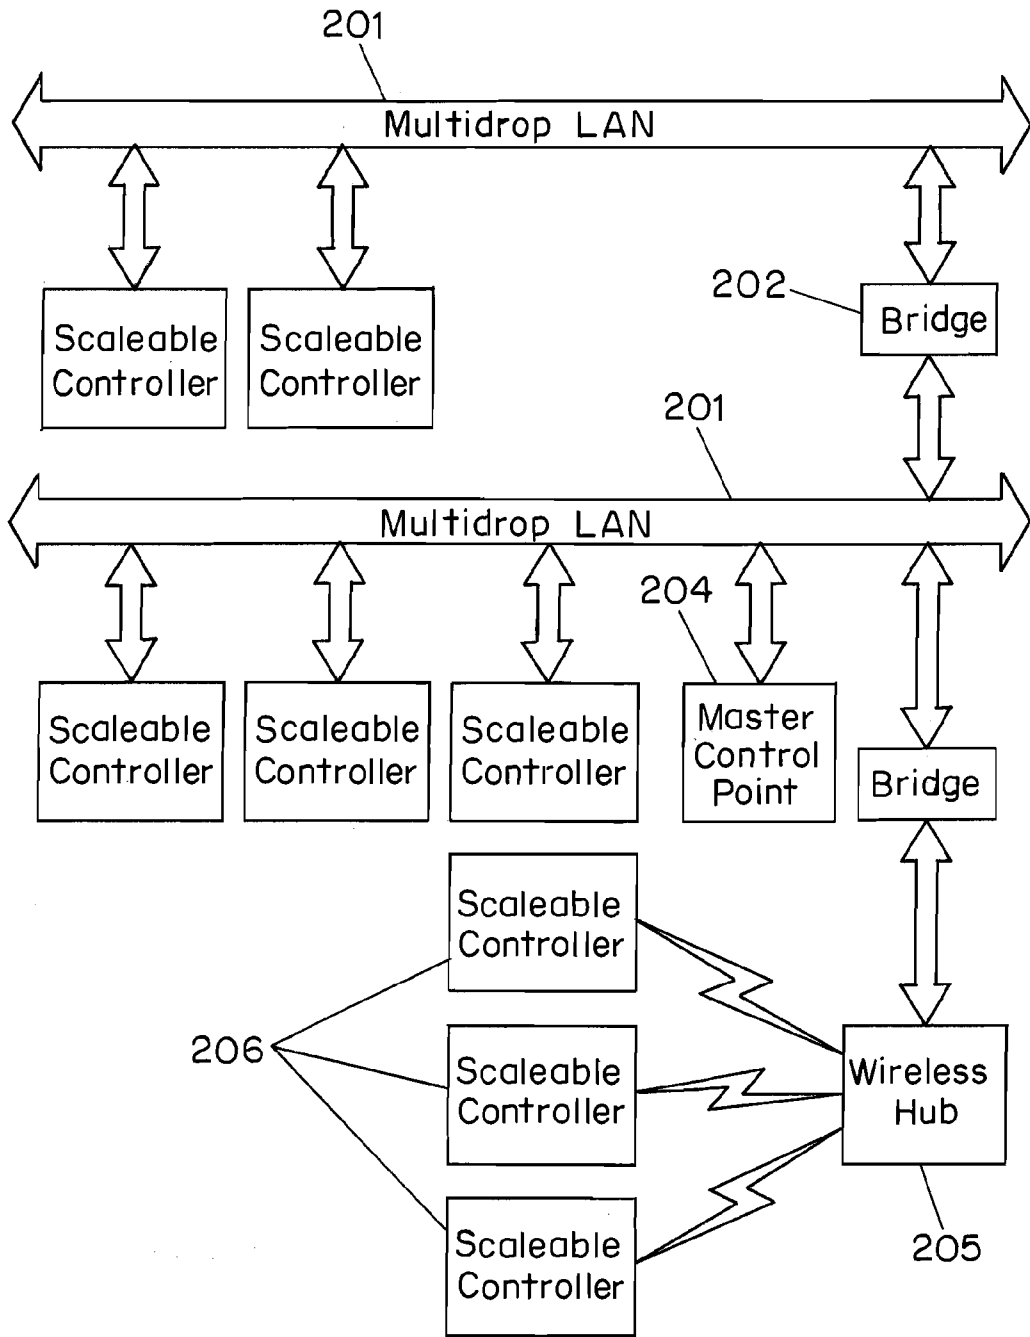 201
Multidrop LAN
Scaleable
Controller
Scaleable
Controller
202
Bridge
201
Multidrop LAN
204
Scaleable
Controller
Scaleable
Controller
Scaleable
Controller
Master
Control
Point
Bridge
Scaleable
Controller
206
Scaleable
Controller
Wireless
Hub
Scaleable
Controller
205